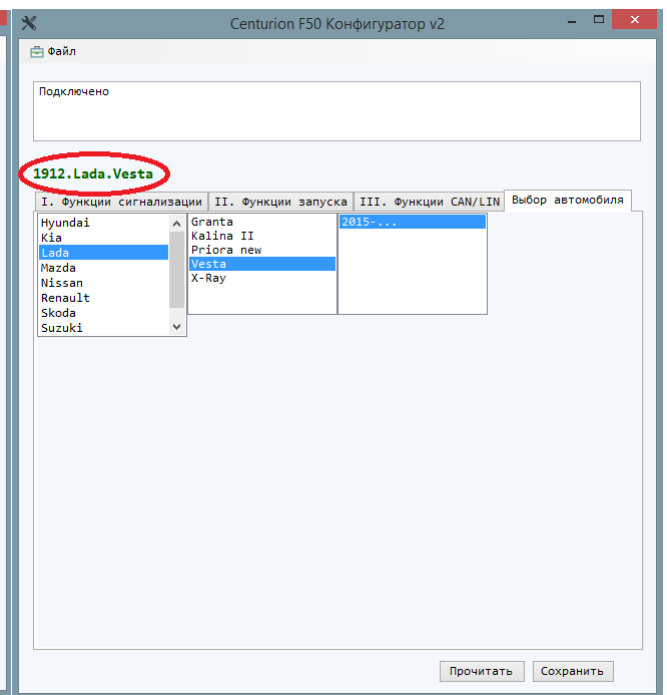 Centurion F50 Конфигуратор v2
Файл
Подключено
1912.Lada.Vesta
I. Функции сигнализации II. Функции запуска III. Функции CAN/LIN Выбор автомобиля
Hyundai Granta 2015-...
Kia Kalina II
Lada Priora new
Mazda Vesta
Nissan X-Ray
Renault
Skoda
Suzuki
Прочитать Сохранить